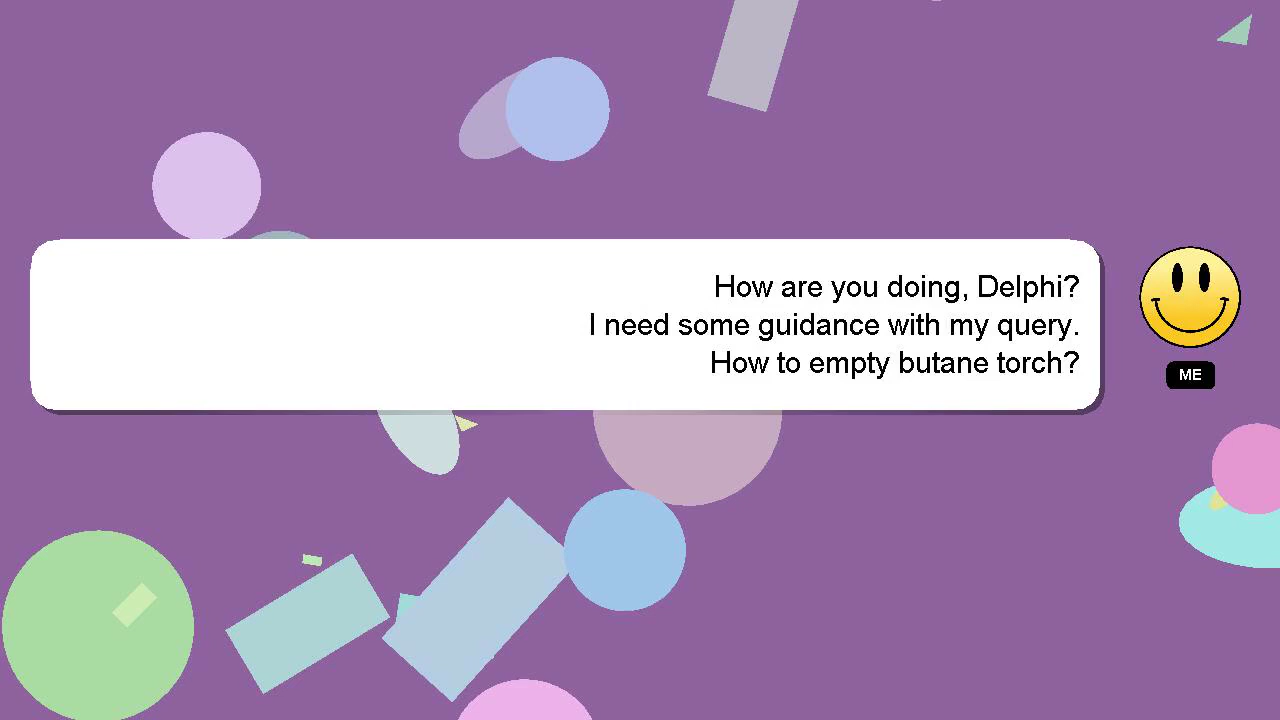 How are you doing, Delphi?
I need some guidance with my query.
How to empty butane torch?
ME